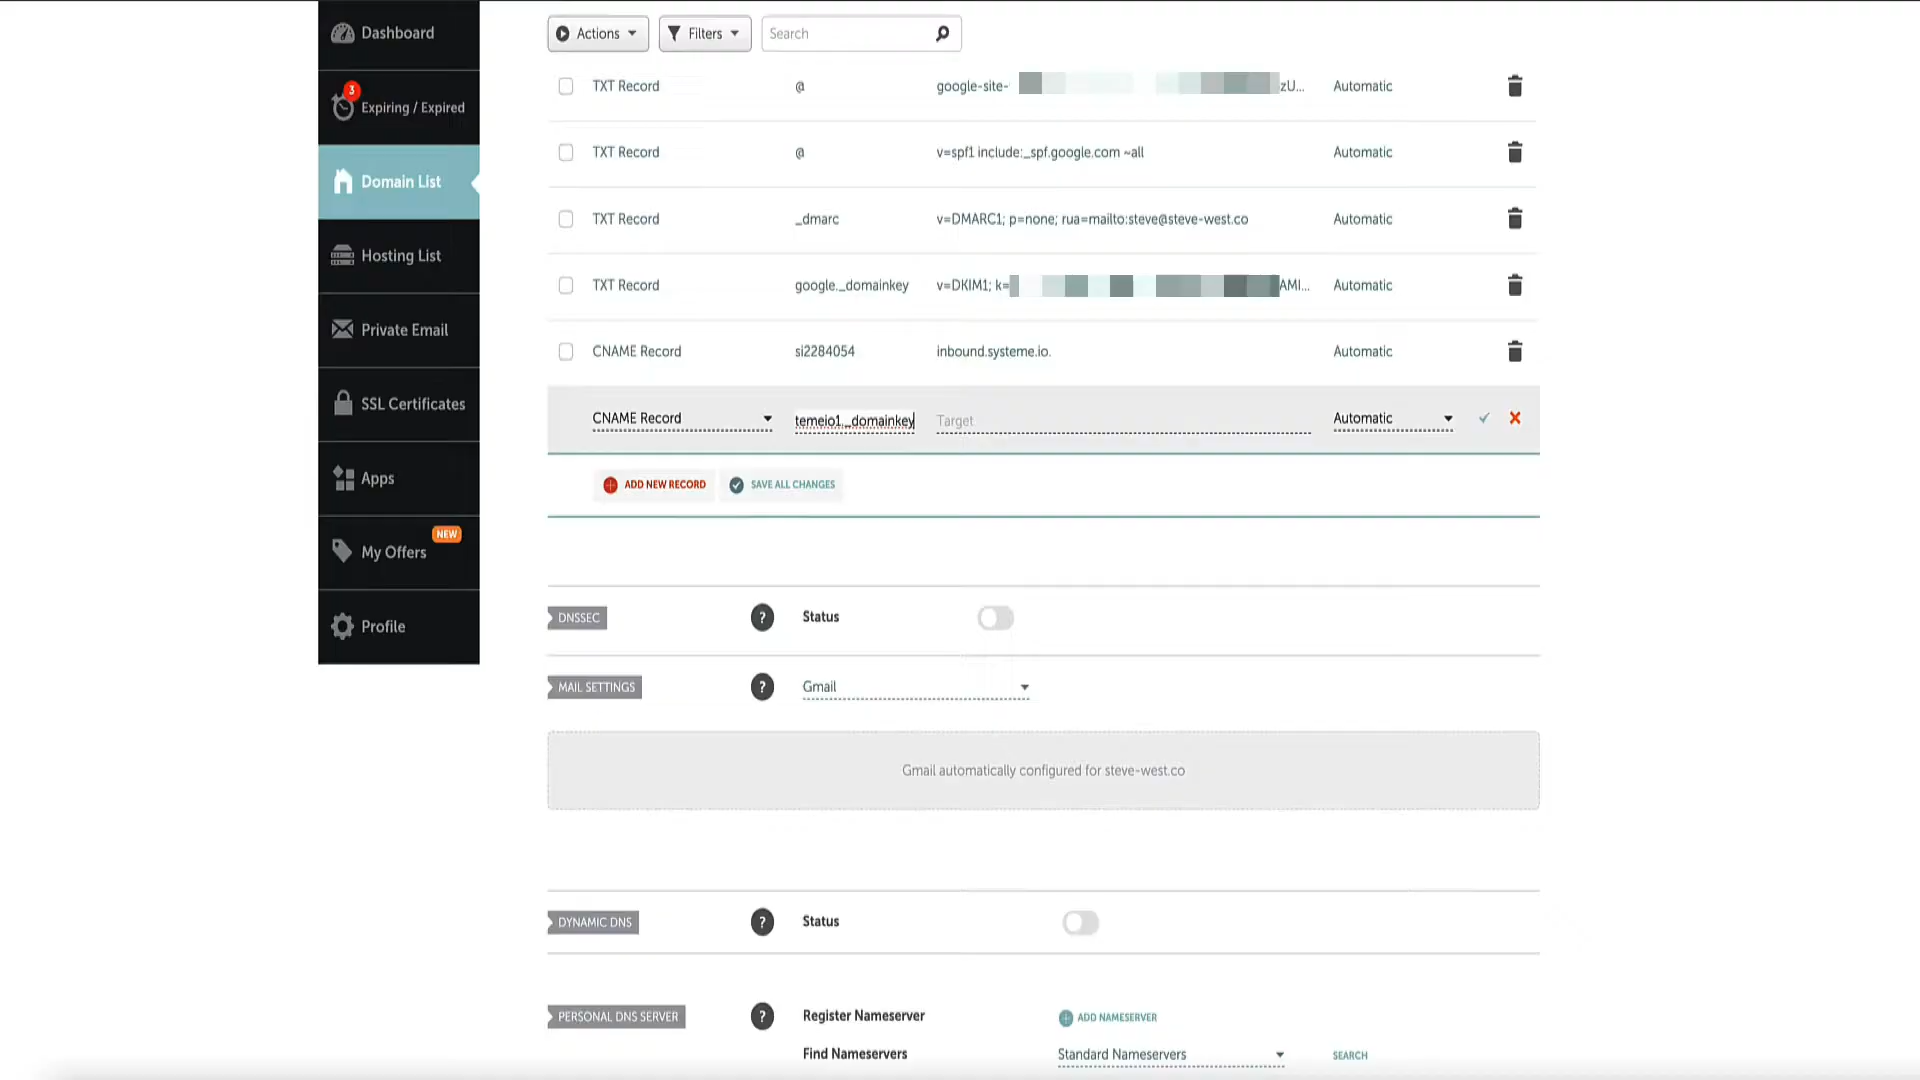 Dashboard
3
Expiring / Expired
Domain List
Hosting List
Private Email
SSL Certificates
Apps
NEW
My Offers
Profile
Actions Filters Search
TXT Record @ google-site- zU... Automatic
TXT Record @ v=spf1 include:_spf.google.com ~all Automatic
TXT Record _dmarc v=DMARC1; p=none; rua=mailto:steve@steve-west.co Automatic
TXT Record google._domainkey v=DKIM1; k= AMI... Automatic
CNAME Record si2284054 inbound.systeme.io. Automatic
CNAME Record temeio1._domainkey Target Automatic
ADD NEW RECORD SAVE ALL CHANGES
DNSSEC ? Status
MAIL SETTINGS ? Gmail
Gmail automatically configured for steve-west.co
DYNAMIC DNS ? Status
PERSONAL DNS SERVER ? Register Nameserver ADD NAMESERVER
Find Nameservers Standard Nameservers SEARCH